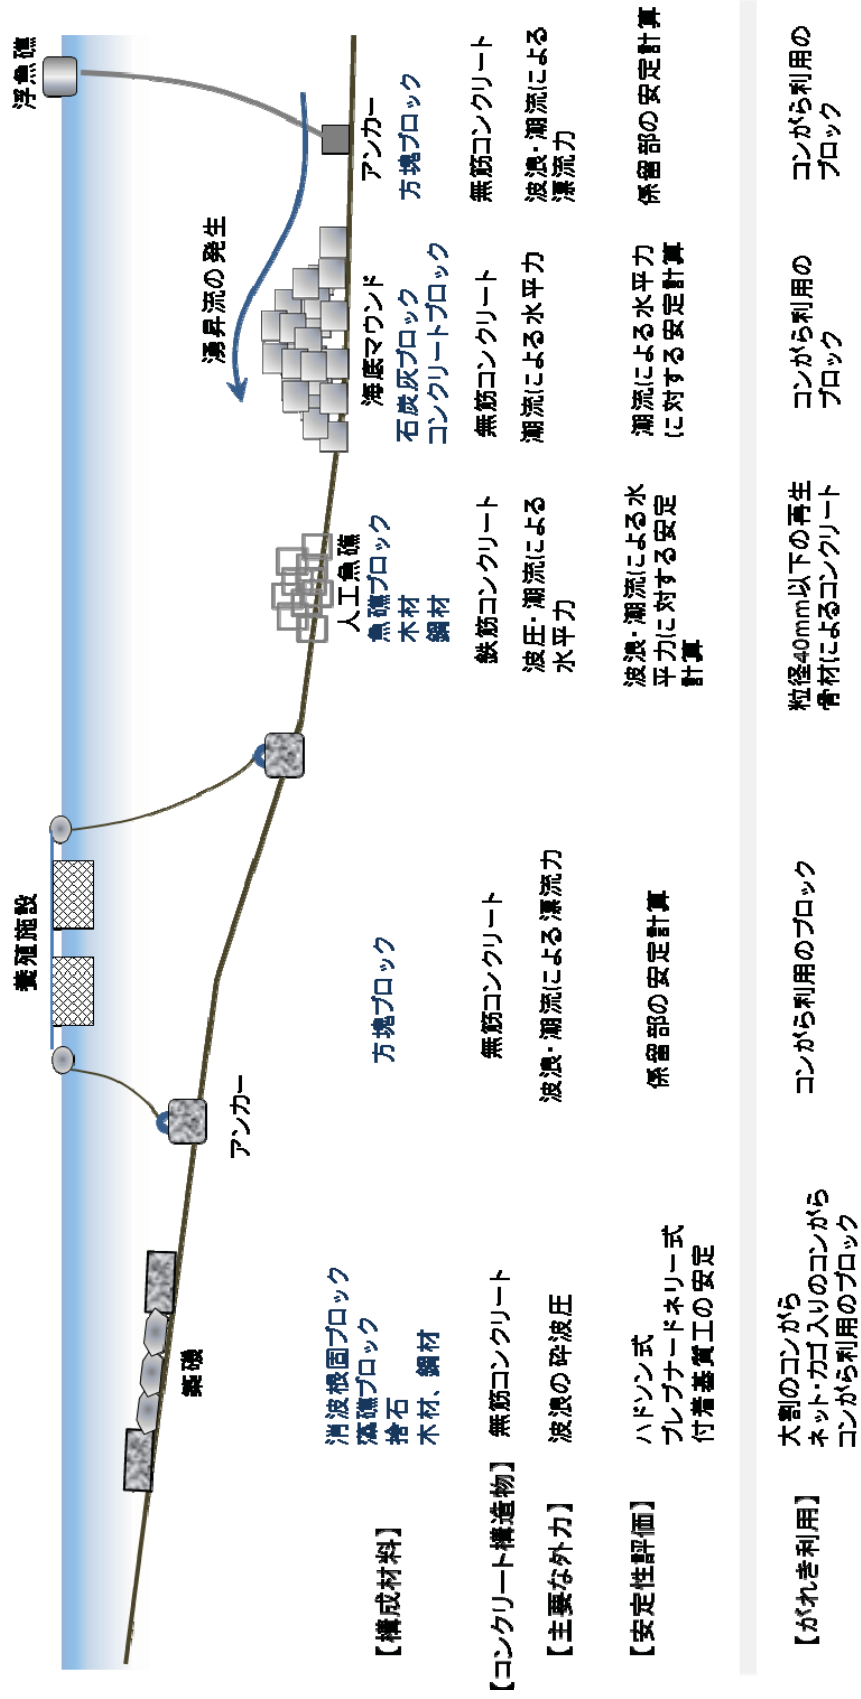 浮魚礁
養殖施設
湧昇流の発生
築磯
アンカー
人工魚礁
海底マウンド
アンカー
【構成材料】
消波根固ブロック
藻礁ブロック
捨石
木材、鋼材
方塊ブロック
魚礁ブロック
木材
鋼材
石炭灰ブロック
コンクリートブロック
方塊ブロック
【コンクリート構造物】
無筋コンクリート
無筋コンクリート
鉄筋コンクリート
無筋コンクリート
無筋コンクリート
【主要な外力】
波浪の砕波圧
波浪・潮流による漂流力
波圧・潮流による
水平力
潮流による水平力
波浪・潮流による
漂流力
【安定性評価】
ハドソン式
ブレブナードネリー式
付着基質工の安定
係留部の安定計算
波浪・潮流による水
平力に対する安定
計算
潮流による水平力
に対する安定計算
係留部の安定計算
【がれき利用】
大割のコンがら
ネット・カゴ入りのコンがら
コンがら利用のブロック
コンがら利用のブロック
粒径40mm以下の再生
骨材によるコンクリート
コンがら利用の
ブロック
コンがら利用の
ブロック